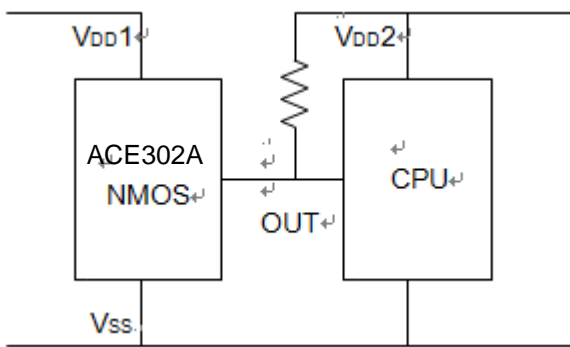 VDD1
VDD2
ACE302A
NMOS
CPU
OUT
Vss